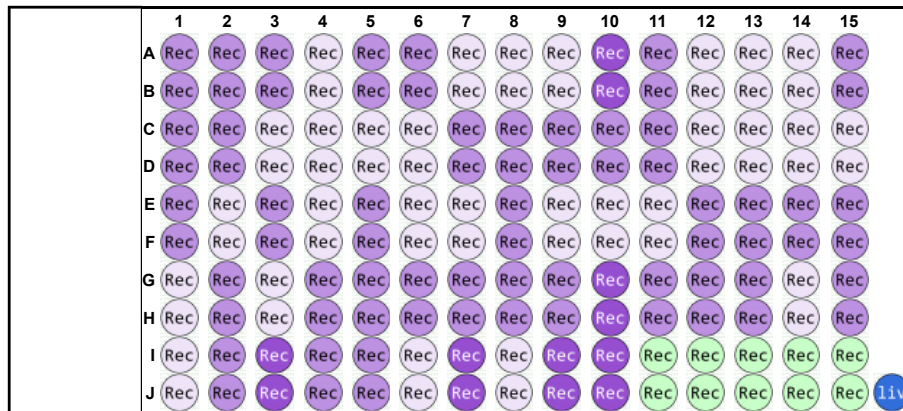 1 2 3 4 5 6 7 8 9 10 11 12 13 14 15
A Rec Rec Rec Rec Rec Rec Rec Rec Rec Rec Rec Rec Rec Rec Rec
B Rec Rec Rec Rec Rec Rec Rec Rec Rec Rec Rec Rec Rec Rec Rec
C Rec Rec Rec Rec Rec Rec Rec Rec Rec Rec Rec Rec Rec Rec Rec
D Rec Rec Rec Rec Rec Rec Rec Rec Rec Rec Rec Rec Rec Rec Rec
E Rec Rec Rec Rec Rec Rec Rec Rec Rec Rec Rec Rec Rec Rec Rec
F Rec Rec Rec Rec Rec Rec Rec Rec Rec Rec Rec Rec Rec Rec Rec
G Rec Rec Rec Rec Rec Rec Rec Rec Rec Rec Rec Rec Rec Rec Rec
H Rec Rec Rec Rec Rec Rec Rec Rec Rec Rec Rec Rec Rec Rec Rec
I Rec Rec Rec Rec Rec Rec Rec Rec Rec Rec Rec Rec Rec Rec Rec
J Rec Rec Rec Rec Rec Rec Rec Rec Rec Rec Rec Rec Rec Rec Rec liv